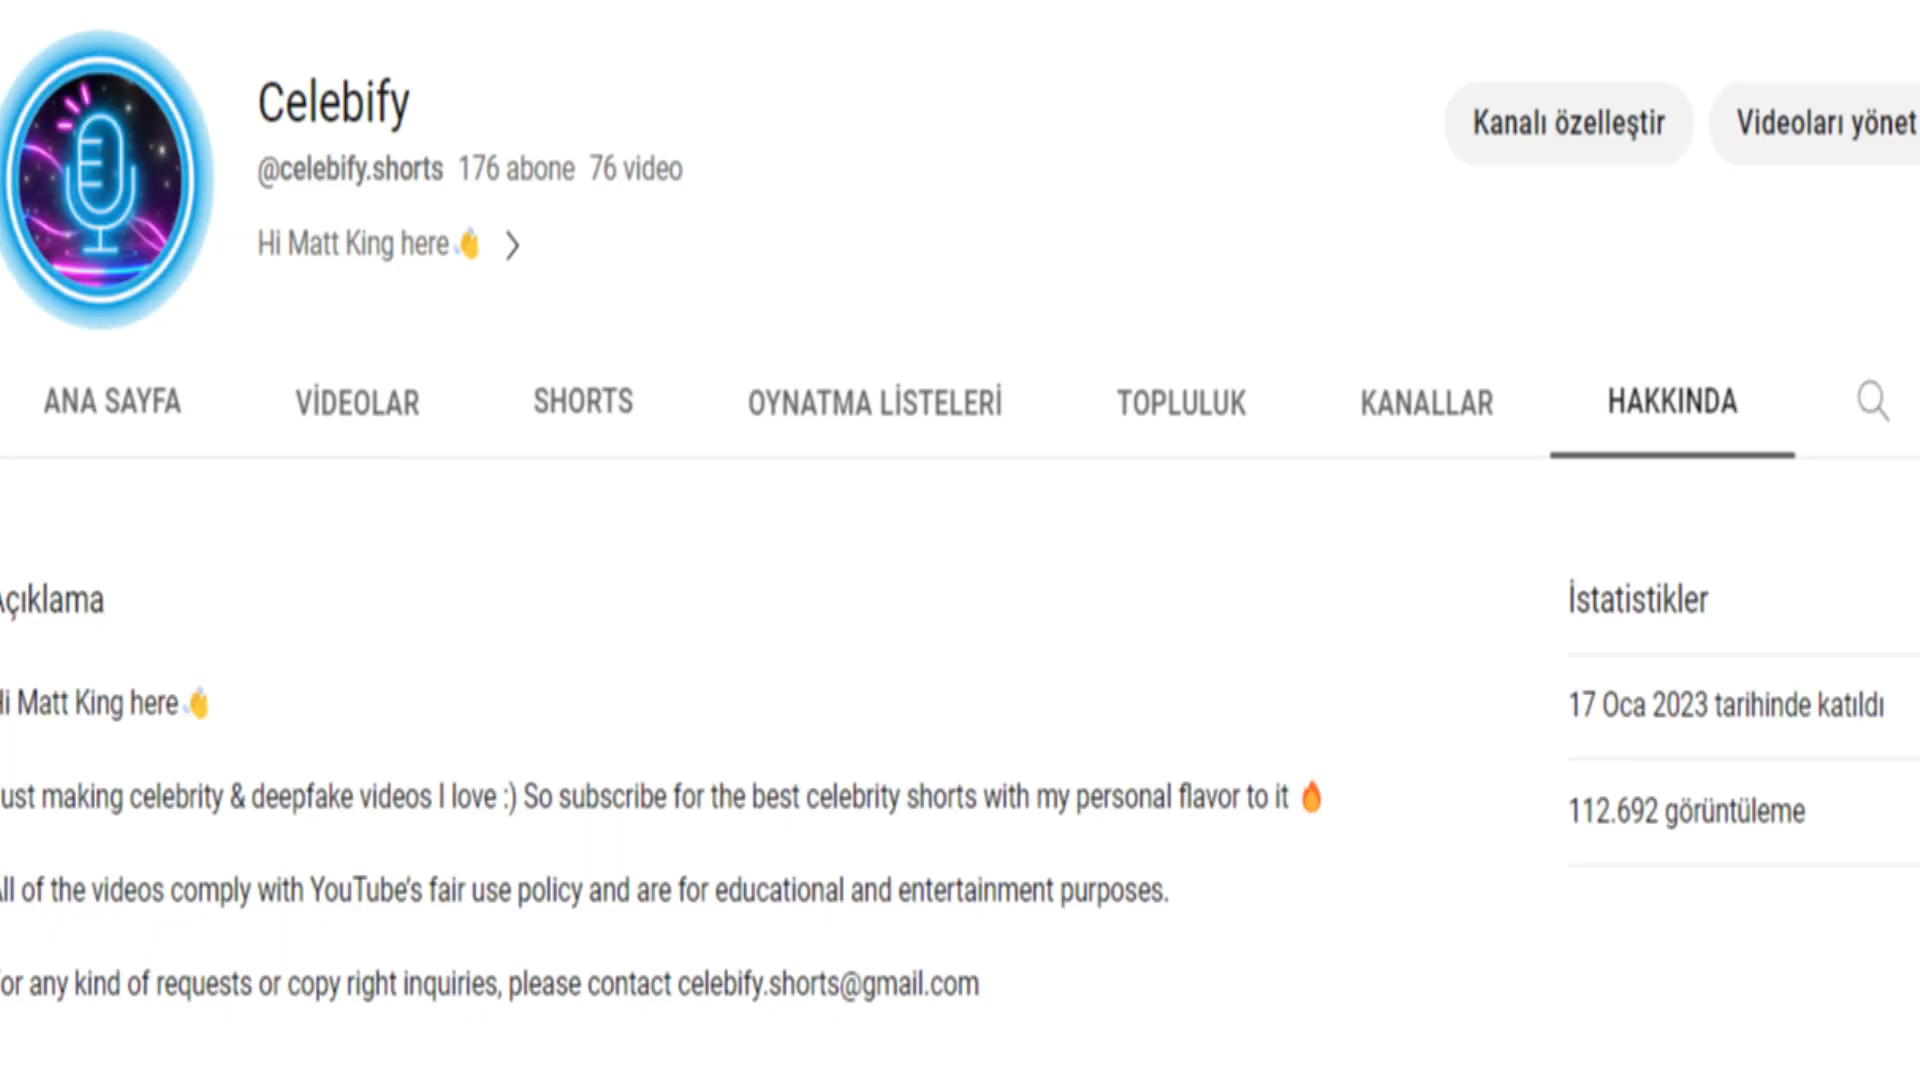 Celebify
@celebify.shorts 176 abone 76 video
Hi Matt King here👋
Kanalı özelleştir
Videoları yönet
ANA SAYFA
VİDEOLAR
SHORTS
OYNATMA LİSTELERİ
TOPLULUK
KANALLAR
HAKKINDA
Açıklama
Hi Matt King here👋
ust making celebrity & deepfake videos I love :) So subscribe for the best celebrity shorts with my personal flavor to it 🔥
ll of the videos comply with YouTube's fair use policy and are for educational and entertainment purposes.
or any kind of requests or copy right inquiries, please contact celebify.shorts@gmail.com
İstatistikler
17 Oca 2023 tarihinde katıldı
112.692 görüntüleme